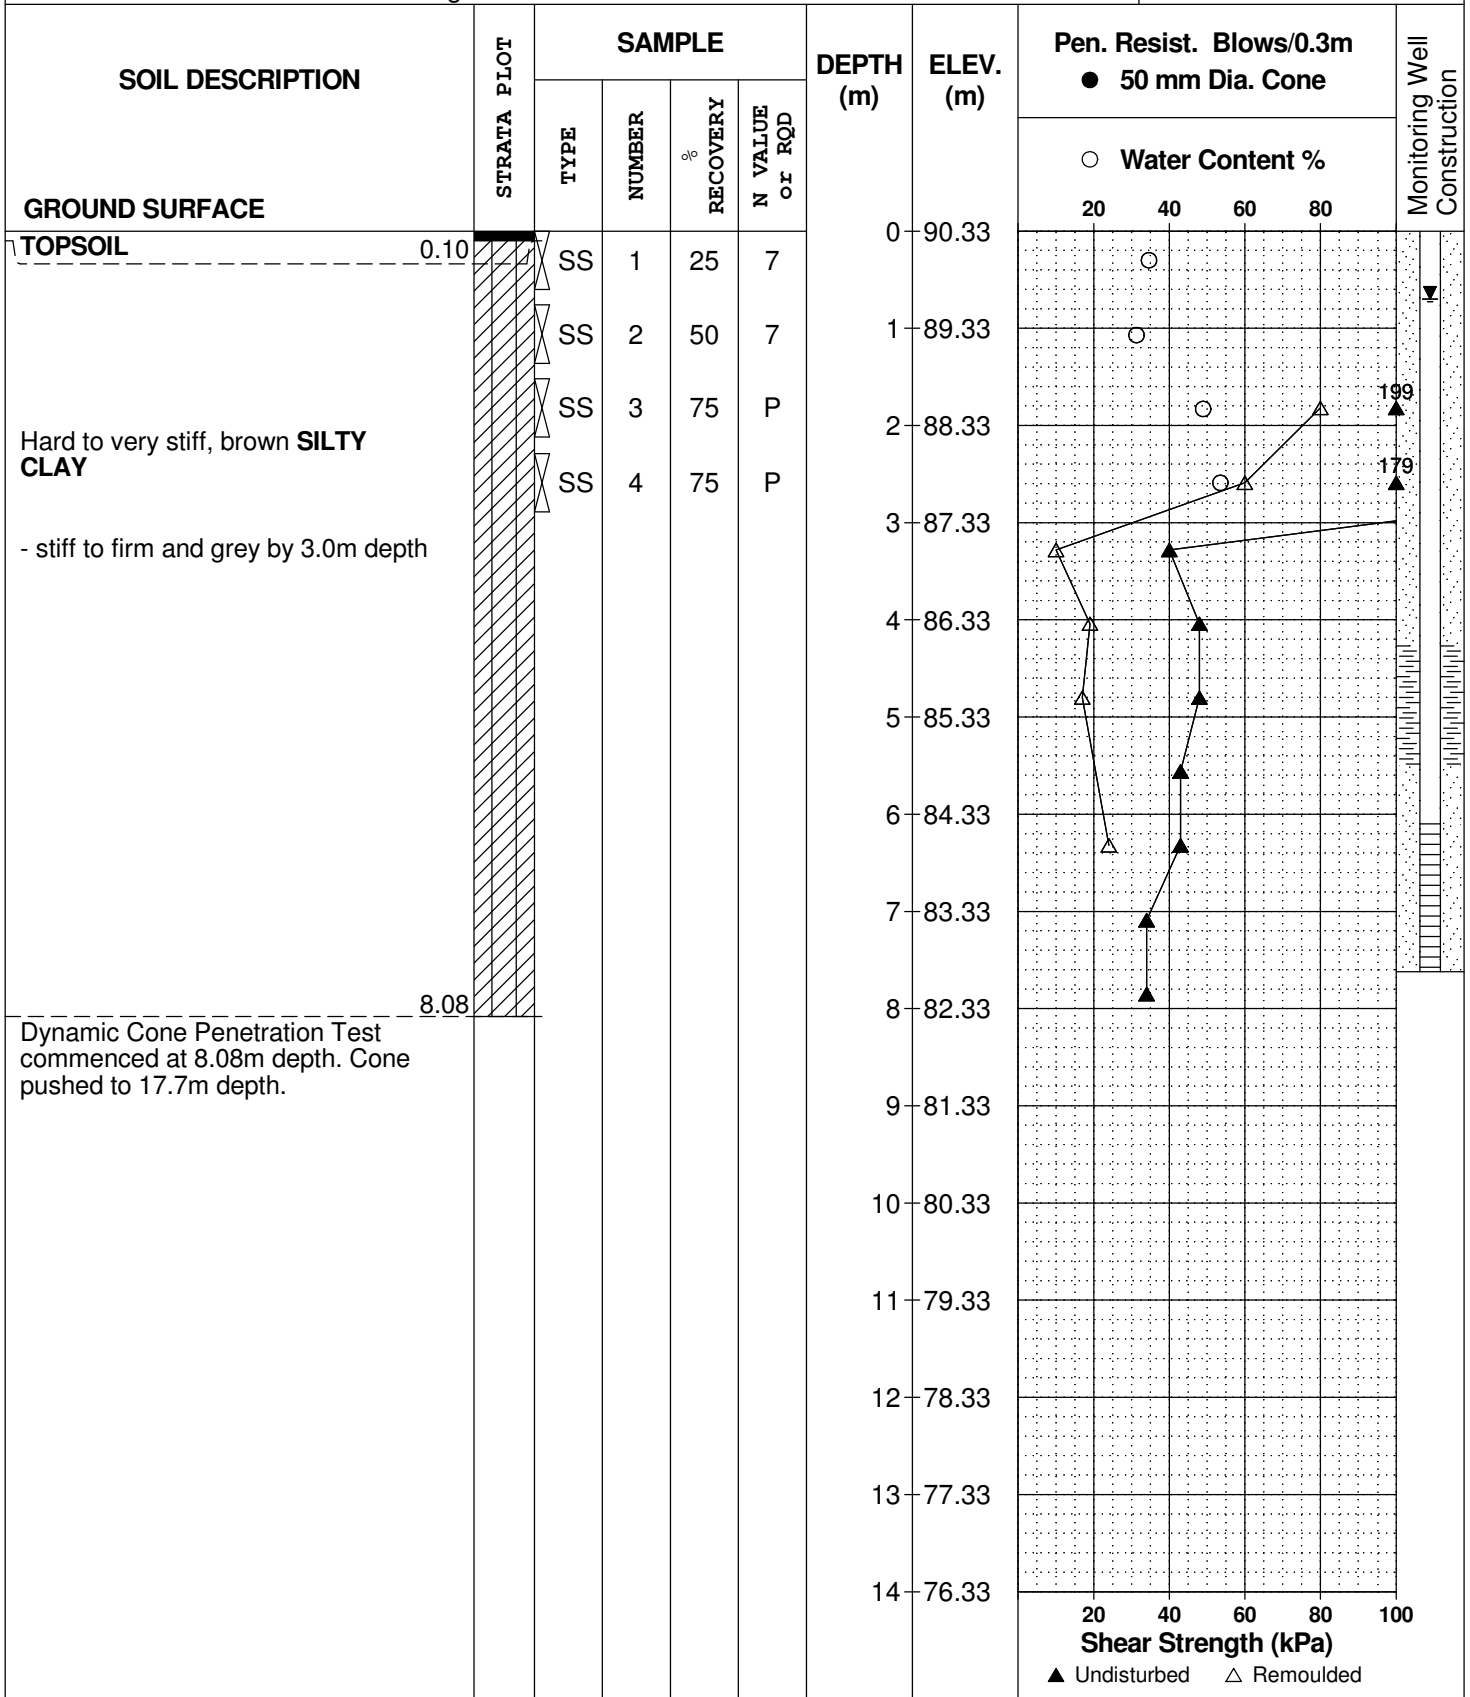 SOIL DESCRIPTION
GROUND SURFACE
STRATA PLOT
SAMPLE
TYPE
NUMBER
%
RECOVERY
N VALUE
or RQD
DEPTH
(m)
ELEV.
(m)
Pen. Resist. Blows/0.3m
● 50 mm Dia. Cone
○ Water Content %
20 40 60 80
Monitoring Well
Construction
TOPSOIL 0.10
SS 1 25 7
SS 2 50 7
SS 3 75 P
SS 4 75 P
Hard to very stiff, brown SILTY
CLAY
- stiff to firm and grey by 3.0m depth
8.08
Dynamic Cone Penetration Test
commenced at 8.08m depth. Cone
pushed to 17.7m depth.
0 90.33
1 89.33
2 88.33
3 87.33
4 86.33
5 85.33
6 84.33
7 83.33
8 82.33
9 81.33
10 80.33
11 79.33
12 78.33
13 77.33
14 76.33
199
179
20 40 60 80 100
Shear Strength (kPa)
▲ Undisturbed △ Remoulded